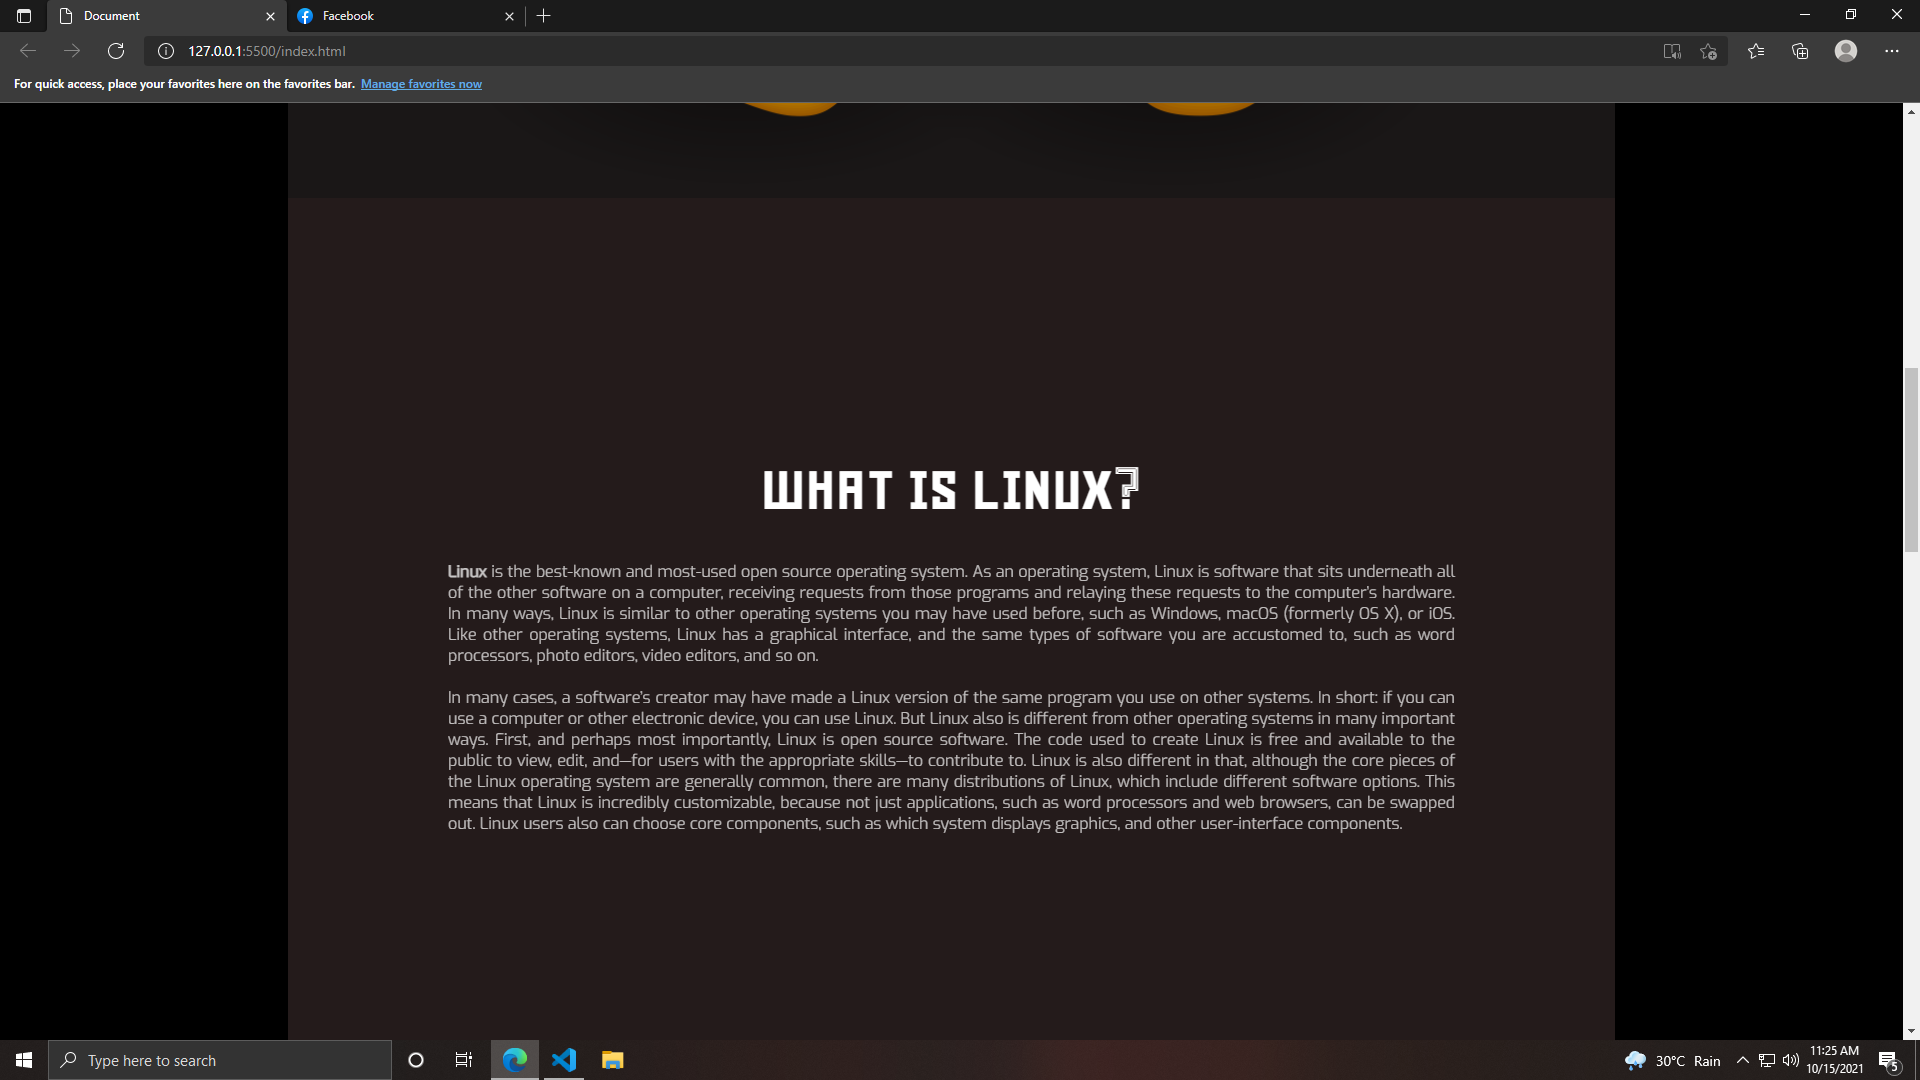 Document
Facebook
127.0.0.1:5500/index.html
For quick access, place your favorites here on the favorites bar. Manage favorites now
WHAT IS LINUX?
Linux is the best-known and most-used open source operating system. As an operating system, Linux is software that sits underneath all
of the other software on a computer, receiving requests from those programs and relaying these requests to the computer's hardware.
In many ways, Linux is similar to other operating systems you may have used before, such as Windows, macOS (formerly OS X), or iOS.
Like other operating systems, Linux has a graphical interface, and the same types of software you are accustomed to, such as word
processors, photo editors, video editors, and so on.
In many cases, a software's creator may have made a Linux version of the same program you use on other systems. In short: if you can
use a computer or other electronic device, you can use Linux. But Linux also is different from other operating systems in many important
ways. First, and perhaps most importantly, Linux is open source software. The code used to create Linux is free and available to the
public to view, edit, and—for users with the appropriate skills—to contribute to. Linux is also different in that, although the core pieces of
the Linux operating system are generally common, there are many distributions of Linux, which include different software options. This
means that Linux is incredibly customizable, because not just applications, such as word processors and web browsers, can be swapped
out. Linux users also can choose core components, such as which system displays graphics, and other user-interface components.
Type here to search
30°C Rain
11:25 AM
10/15/2021
5